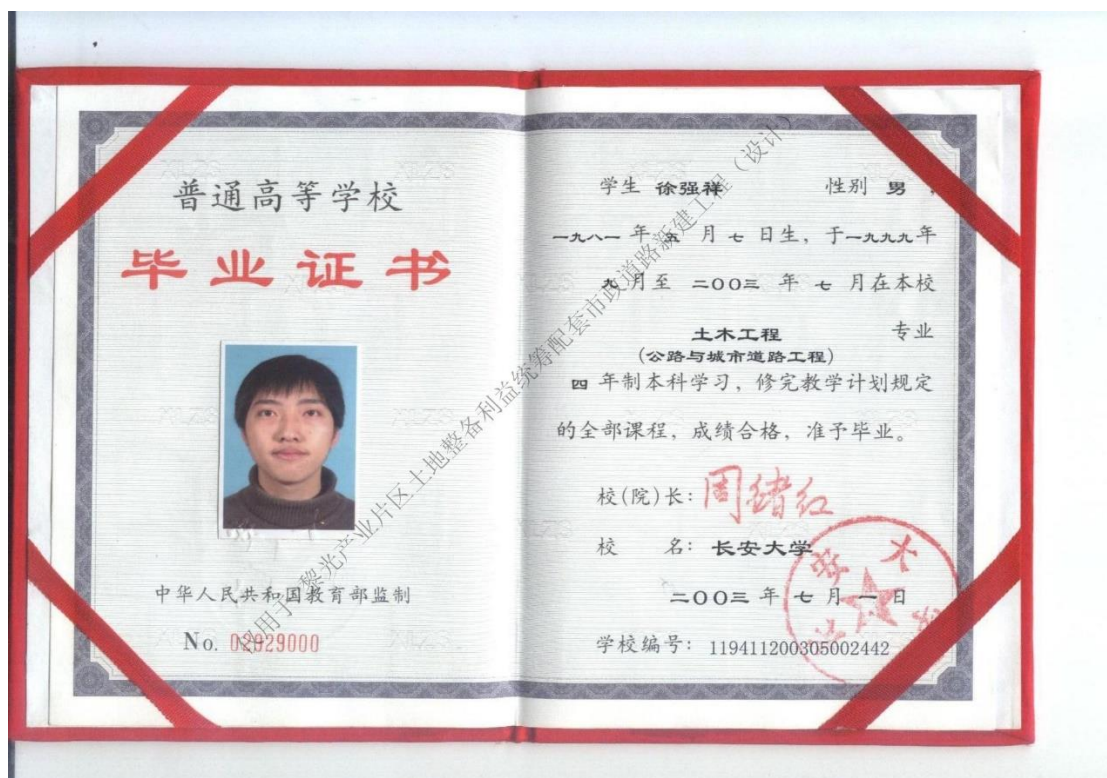 普通高等学校
毕业证书
中华人民共和国教育部监制
No. 02929000
学生 徐强祥 性别 男，
一九八一 年 五 月 七 日生，于一九九九年
九 月至 二〇〇三 年 七 月在本校
土木工程 专业
(公路与城市道路工程)
四 年制本科学习，修完教学计划规定
的全部课程，成绩合格，准予毕业。
校(院)长：周绪红
校 名：长安大学
二〇〇三 年 七 月 一 日
学校编号：119411200305002442
用于黎光产业片区土地整备利益统筹配套市政道路新建工程（设计）